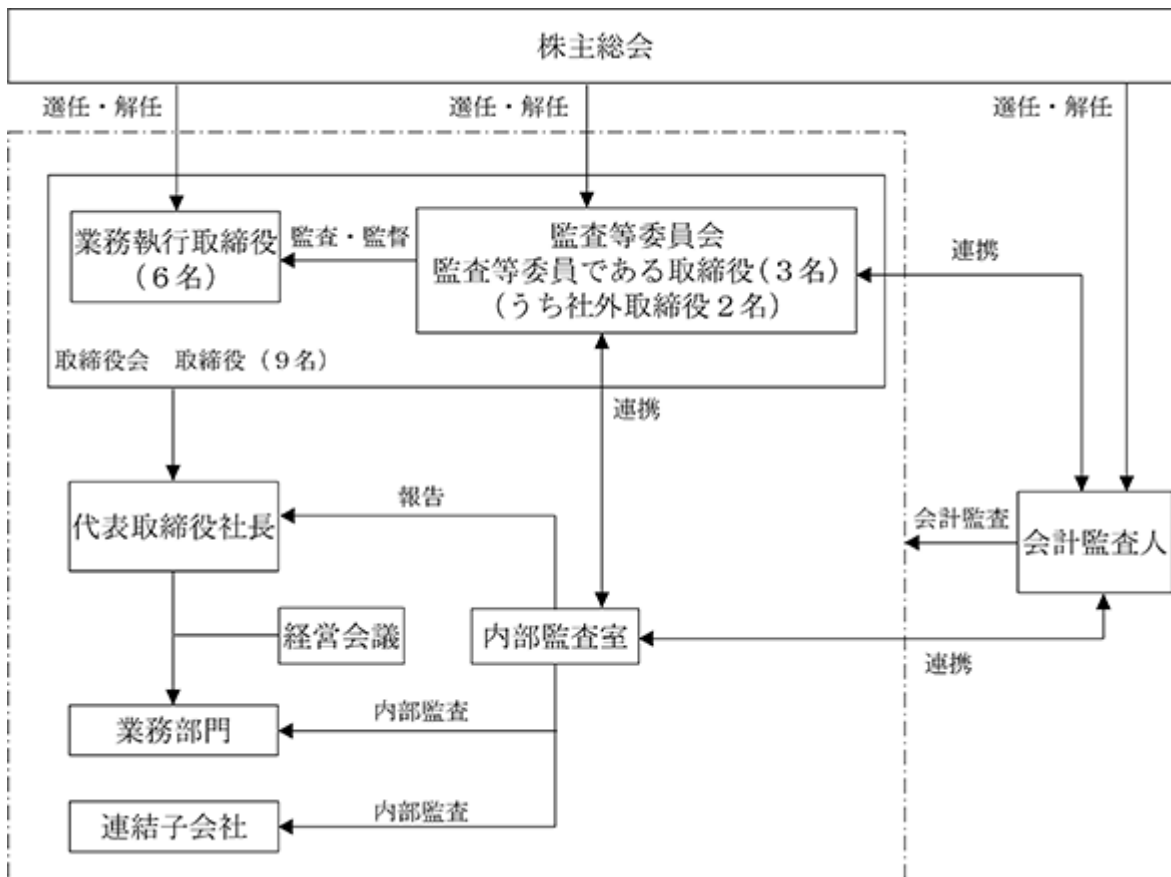 株主総会
選任・解任
選任・解任
選任・解任
業務執行取締役
(６名)
監査・監督
監査等委員会
監査等委員である取締役(３名)
(うち社外取締役２名)
連携
取締役会　取締役 (９名)
連携
代表取締役社長
報告
会計監査
会計監査人
経営会議
内部監査室
連携
業務部門
内部監査
連結子会社
内部監査